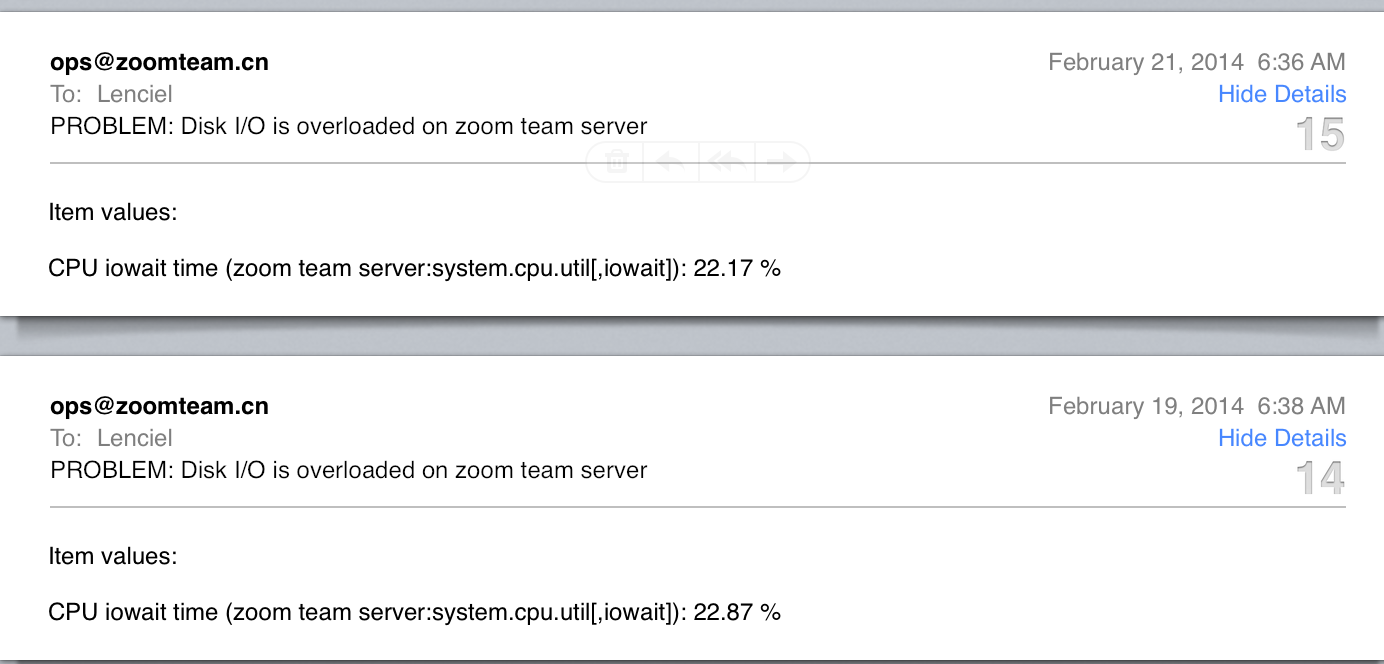 ops@zoomteam.cn February 21, 2014 6:36 AM
To: Lenciel Hide Details
PROBLEM: Disk I/O is overloaded on zoom team server 15
Item values:
CPU iowait time (zoom team server:system.cpu.util[,iowait]): 22.17 %
ops@zoomteam.cn February 19, 2014 6:38 AM
To: Lenciel Hide Details
PROBLEM: Disk I/O is overloaded on zoom team server 14
Item values:
CPU iowait time (zoom team server:system.cpu.util[,iowait]): 22.87 %